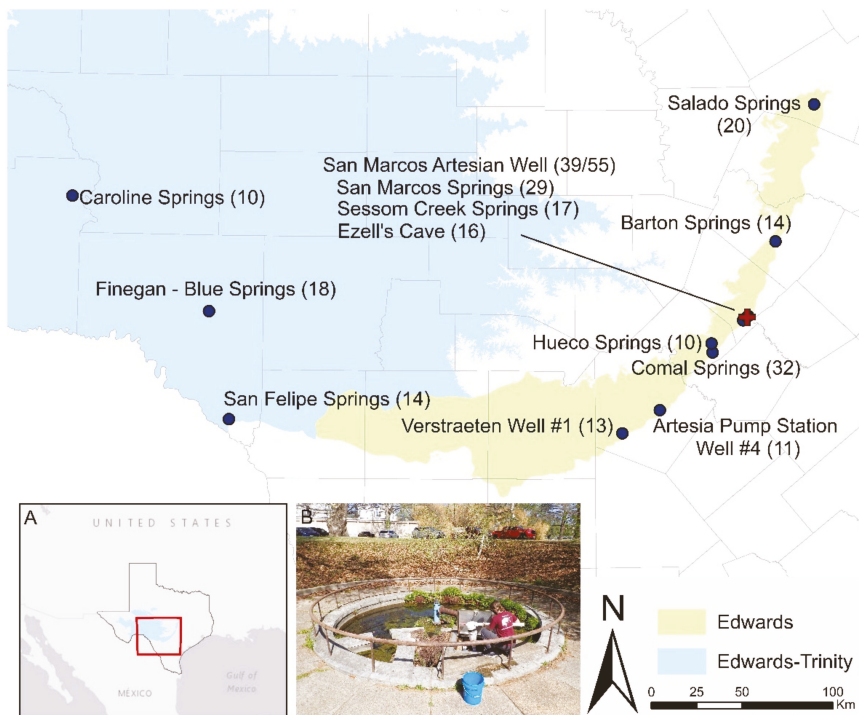 Salado Springs
(20)
San Marcos Artesian Well (39/55)
San Marcos Springs (29)
Sessom Creek Springs (17)
Ezell's Cave (16)
Caroline Springs (10)
Barton Springs (14)
Finegan - Blue Springs (18)
Hueco Springs (10)
Comal Springs (32)
San Felipe Springs (14)
Verstraeten Well #1 (13)
Artesia Pump Station
Well #4 (11)
A
UNITED STATES
MÉXICO
Gulf of
Mexico
B
N
Edwards
Edwards-Trinity
0 25 50 100
Km